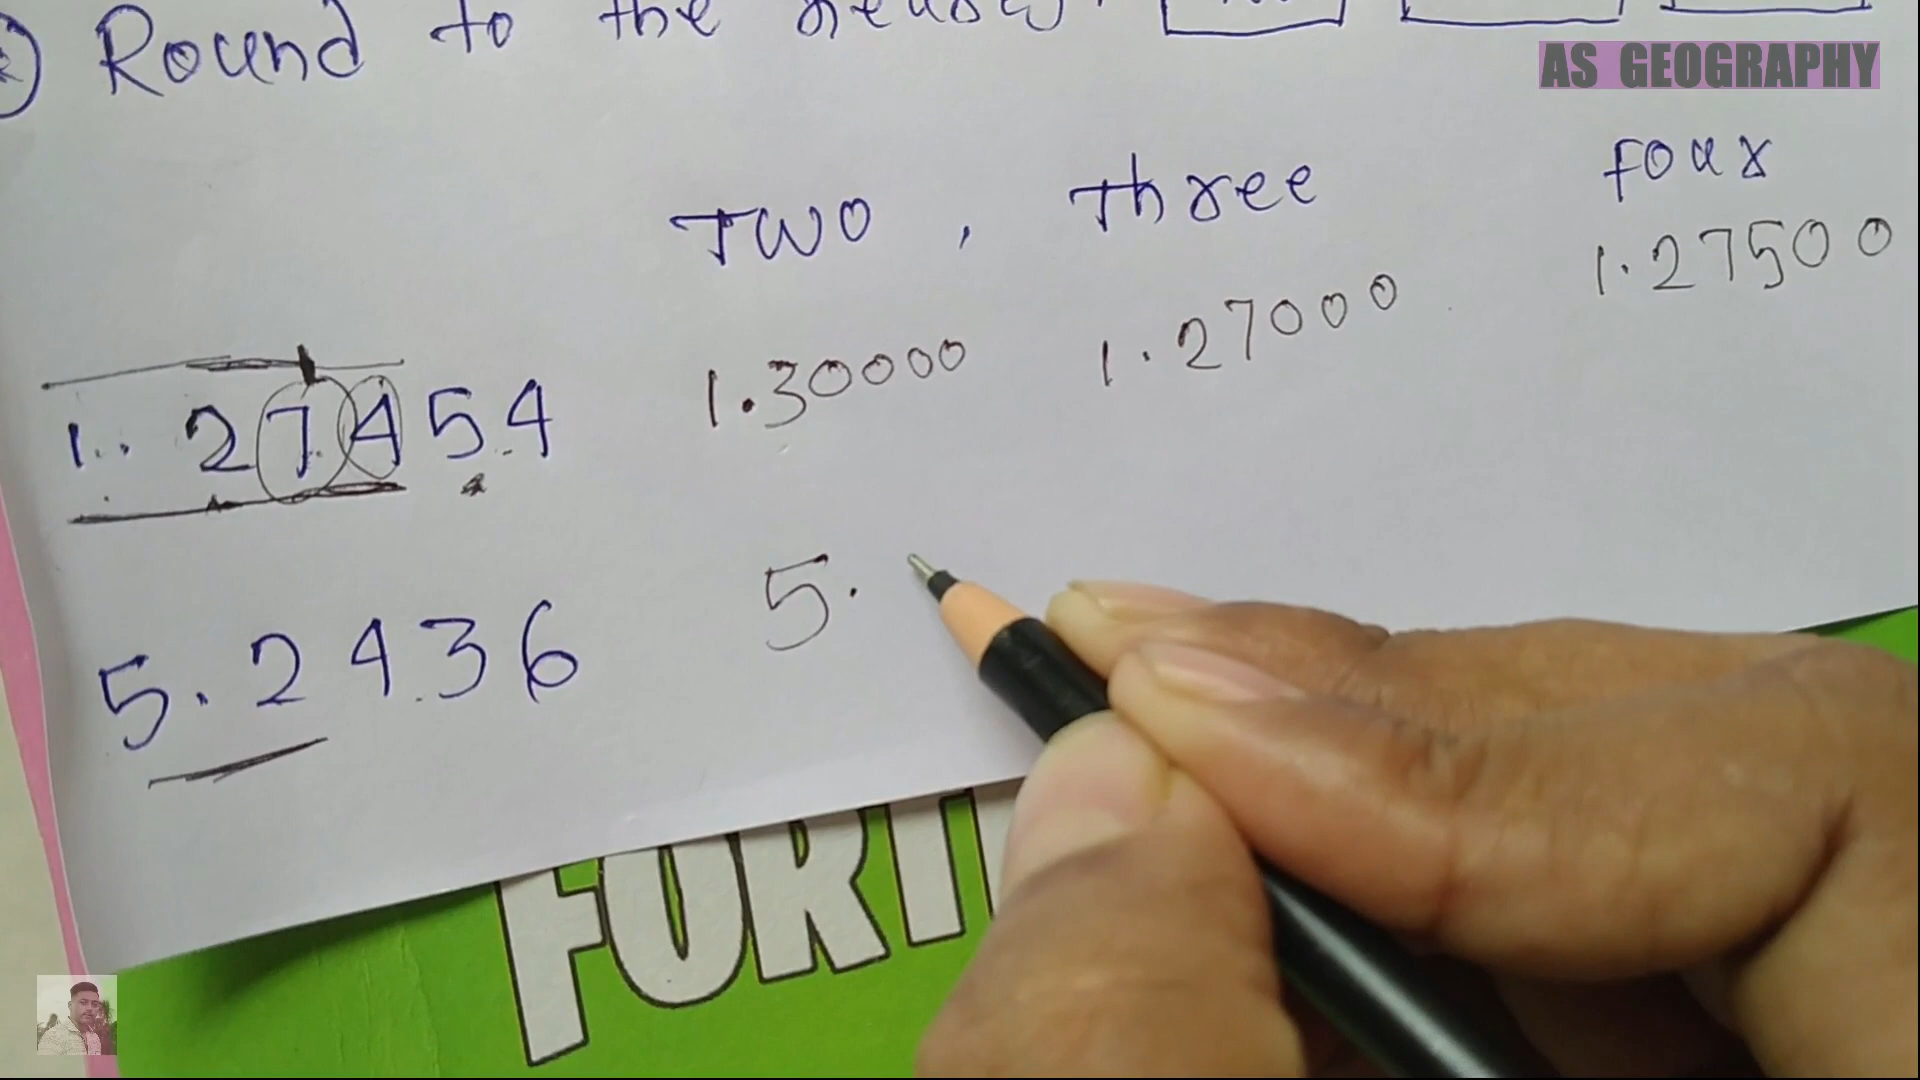 Round to the
AS GEOGRAPHY
TWO, Three Four
1.27454 1.30000 1.27000 1.27500
5.2436 5.
FORT